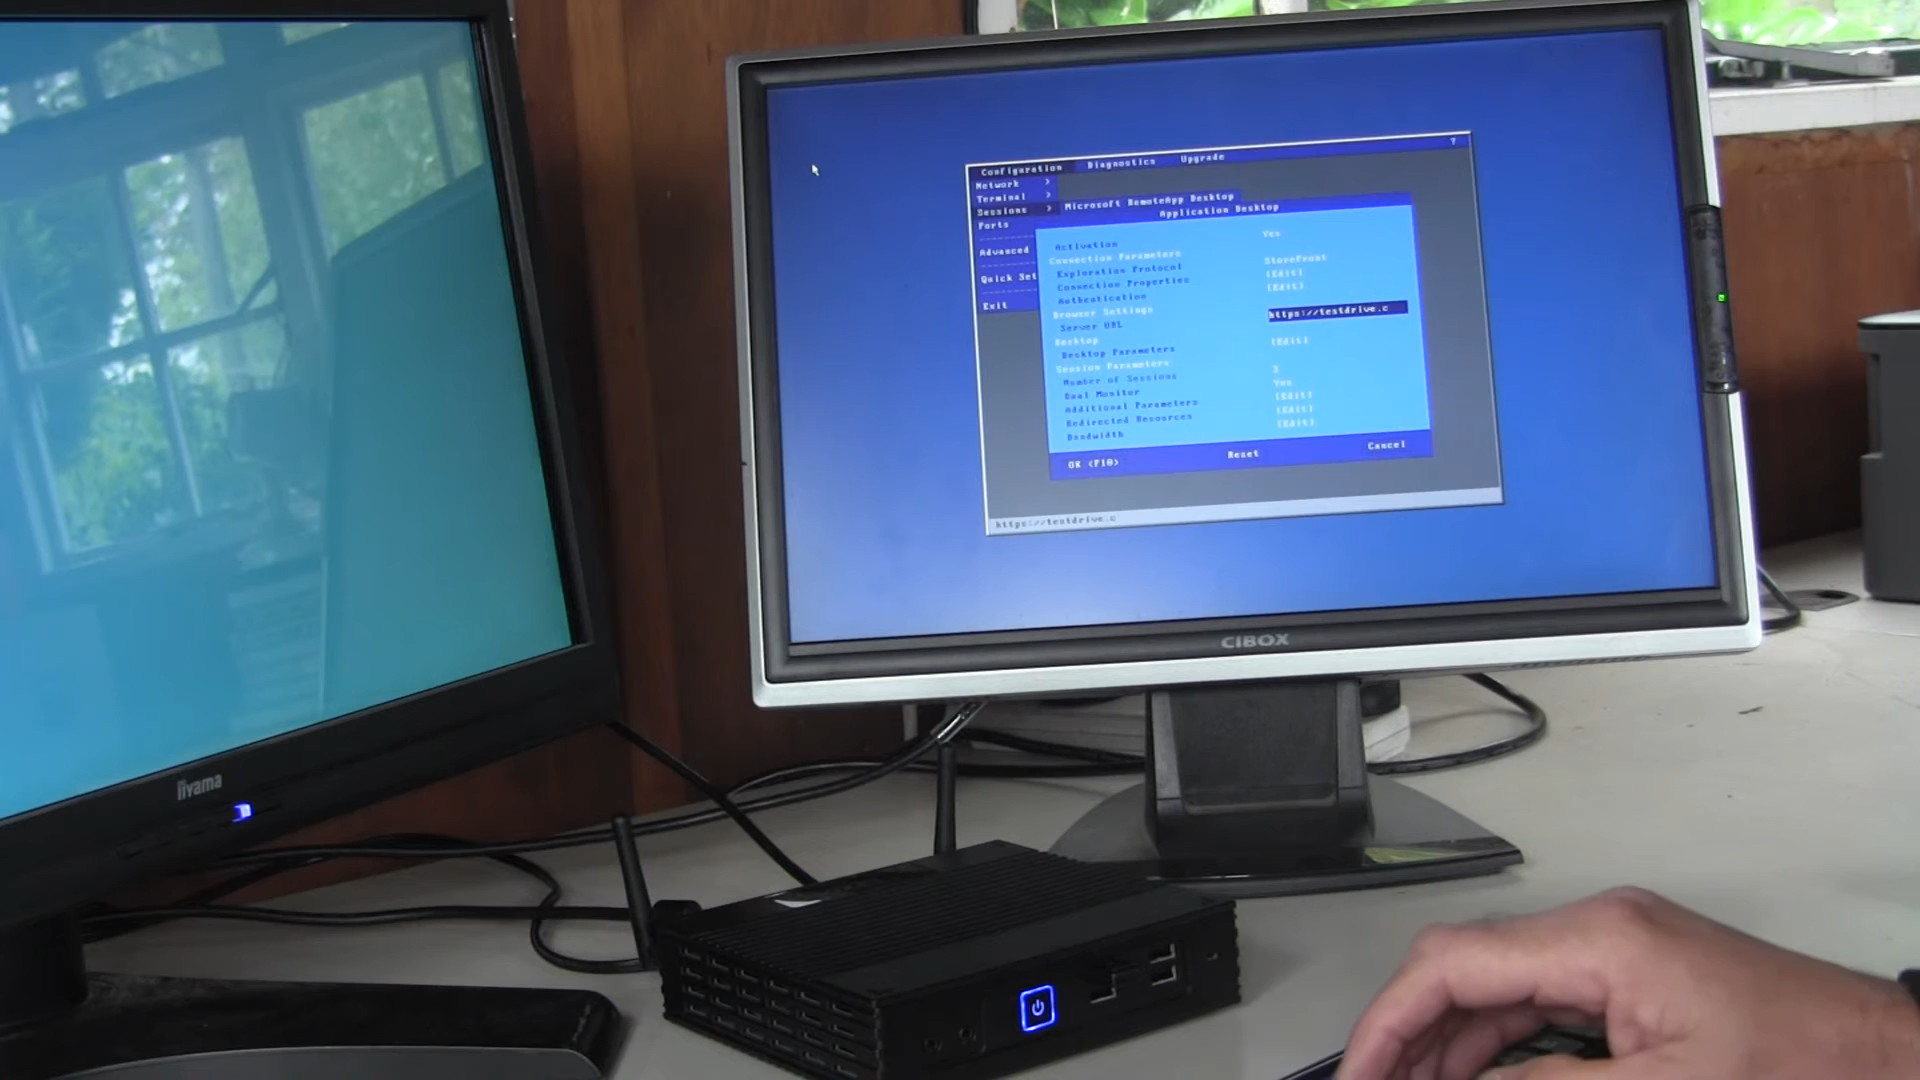 Configuration Diagnostics Upgrade ?
Network >
Terminal >
Sessions > Microsoft RemoteApp Desktop
Application Desktop
Ports
Advanced
Quick Set
Exit
Activation Yes
Connection Parameters
Exploration Protocol Storefront
Connection Properties [Edit]
Authentication [Edit]
Browser Settings
Server URL https://testdrive.c
Desktop
Desktop Parameters [Edit]
Session Parameters
Number of Sessions 3
Dual Monitor Yes
Additional Parameters [Edit]
Redirected Resources [Edit]
Bandwidth [Edit]
OK <F10> Reset Cancel
https://testdrive.c
CIBOX
iiyama